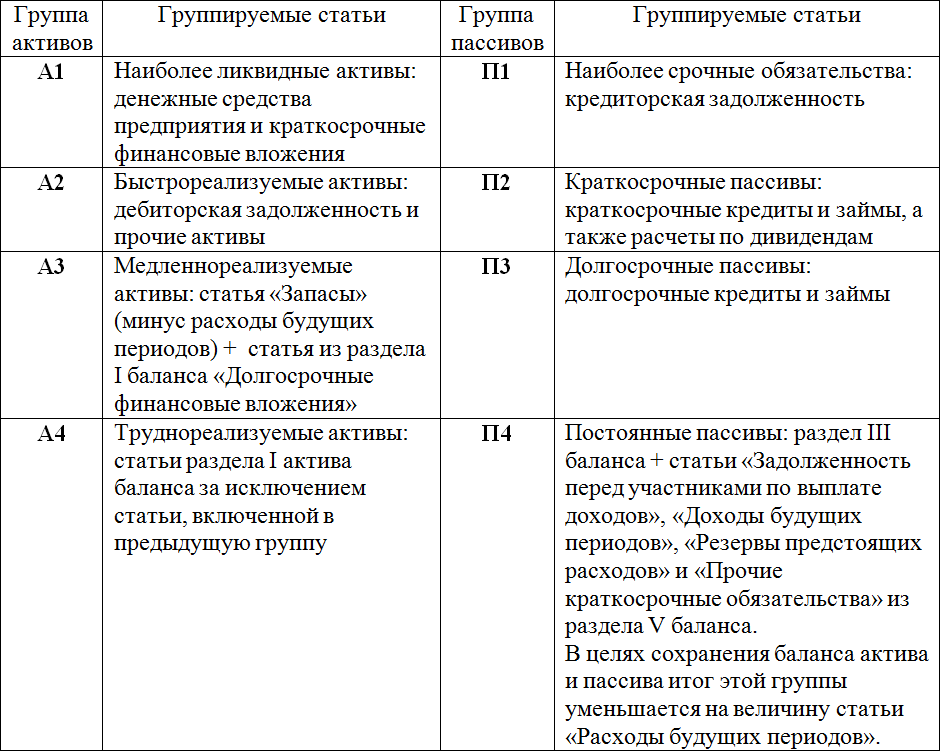 Группа активов
Группируемые статьи
Группа пассивов
Группируемые статьи
А1
Наиболее ликвидные активы:
денежные средства
предприятия и краткосрочные
финансовые вложения
П1
Наиболее срочные обязательства:
кредиторская задолженность
А2
Быстрореализуемые активы:
дебиторская задолженность и
прочие активы
П2
Краткосрочные пассивы:
краткосрочные кредиты и займы, а
также расчеты по дивидендам
А3
Медленнореализуемые
активы: статья «Запасы»
(минус расходы будущих
периодов) + статья из раздела
I баланса «Долгосрочные
финансовые вложения»
П3
Долгосрочные пассивы:
долгосрочные кредиты и займы
А4
Труднореализуемые активы:
статьи раздела I актива
баланса за исключением
статьи, включенной в
предыдущую группу
П4
Постоянные пассивы: раздел III
баланса + статьи «Задолженность
перед участниками по выплате
доходов», «Доходы будущих
периодов», «Резервы предстоящих
расходов» и «Прочие
краткосрочные обязательства» из
раздела V баланса.
В целях сохранения баланса актива
и пассива итог этой группы
уменьшается на величину статьи
«Расходы будущих периодов».